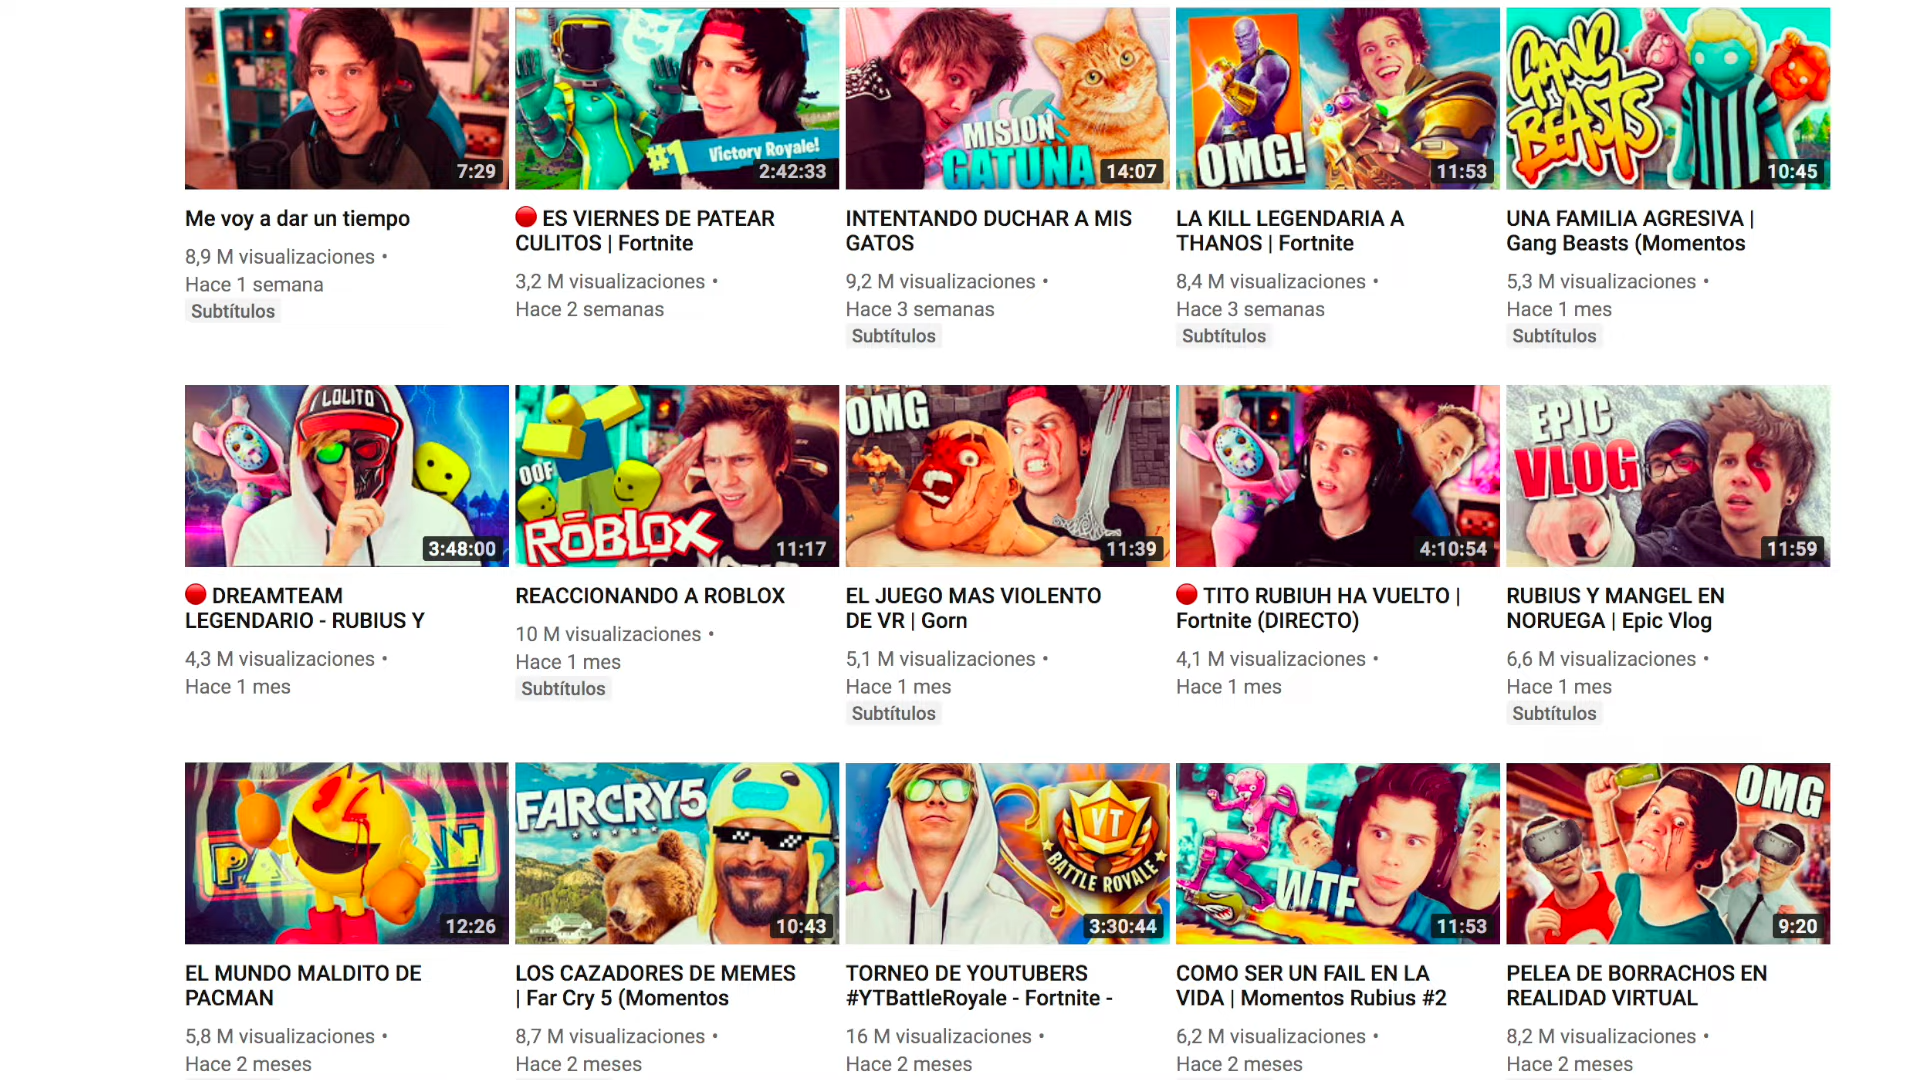 7:29
#1 Victory Royale!
2:42:33
MISION
GATUNA
14:07
OMG!
11:53
GANG
BEASTS
10:45
Me voy a dar un tiempo
8,9 M visualizaciones •
Hace 1 semana
Subtítulos
🔴 ES VIERNES DE PATEAR
CULITOS | Fortnite
3,2 M visualizaciones •
Hace 2 semanas
INTENTANDO DUCHAR A MIS
GATOS
9,2 M visualizaciones •
Hace 3 semanas
Subtítulos
LA KILL LEGENDARIA A
THANOS | Fortnite
8,4 M visualizaciones •
Hace 3 semanas
Subtítulos
UNA FAMILIA AGRESIVA |
Gang Beasts (Momentos
5,3 M visualizaciones •
Hace 1 mes
Subtítulos
LOLITO
3:48:00
OOF
ROBLOX
11:17
OMG
11:39
4:10:54
EPIC
VLOG
11:59
🔴 DREAMTEAM
LEGENDARIO - RUBIUS Y
4,3 M visualizaciones •
Hace 1 mes
REACCIONANDO A ROBLOX
10 M visualizaciones •
Hace 1 mes
Subtítulos
EL JUEGO MAS VIOLENTO
DE VR | Gorn
5,1 M visualizaciones •
Hace 1 mes
Subtítulos
🔴 TITO RUBIUH HA VUELTO |
Fortnite (DIRECTO)
4,1 M visualizaciones •
Hace 1 mes
RUBIUS Y MANGEL EN
NORUEGA | Epic Vlog
6,6 M visualizaciones •
Hace 1 mes
Subtítulos
12:26
FARCRY5
10:43
YT
BATTLE ROYALE
3:30:44
WTF
11:53
OMG
9:20
EL MUNDO MALDITO DE
PACMAN
5,8 M visualizaciones •
Hace 2 meses
LOS CAZADORES DE MEMES
| Far Cry 5 (Momentos
8,7 M visualizaciones •
Hace 2 meses
TORNEO DE YOUTUBERS
#YTBattleRoyale - Fortnite -
16 M visualizaciones •
Hace 2 meses
COMO SER UN FAIL EN LA
VIDA | Momentos Rubius #2
6,2 M visualizaciones •
Hace 2 meses
PELEA DE BORRACHOS EN
REALIDAD VIRTUAL
8,2 M visualizaciones •
Hace 2 meses